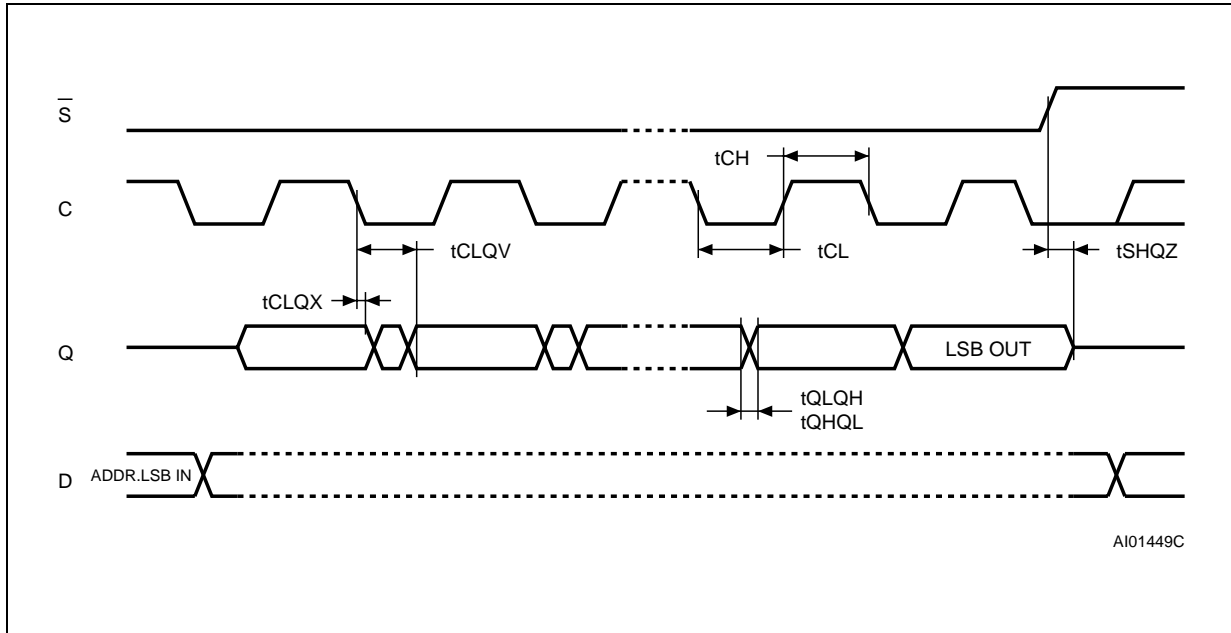 S
tCH
C
tCLQV
tCL
tSHQZ
tCLQX
Q
LSB OUT
tQLQH
tQHQL
D
ADDR.LSB IN
AI01449C